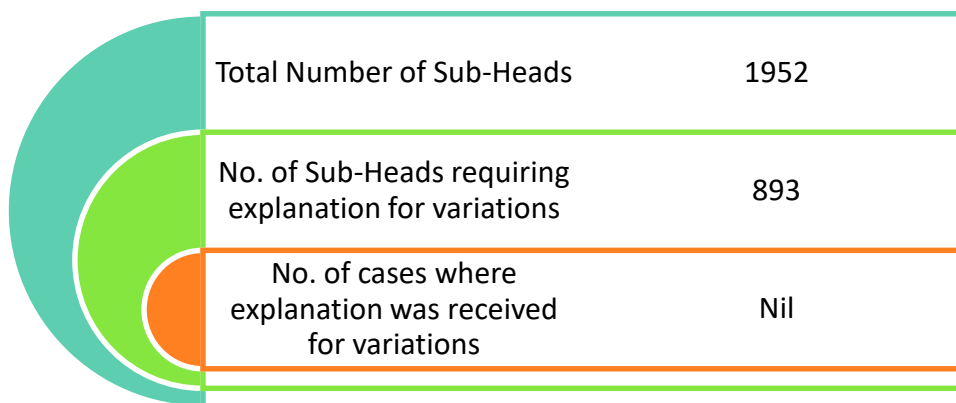 Total Number of Sub-Heads 1952
No. of Sub-Heads requiring
explanation for variations
893
No. of cases where
explanation was received
for variations
Nil